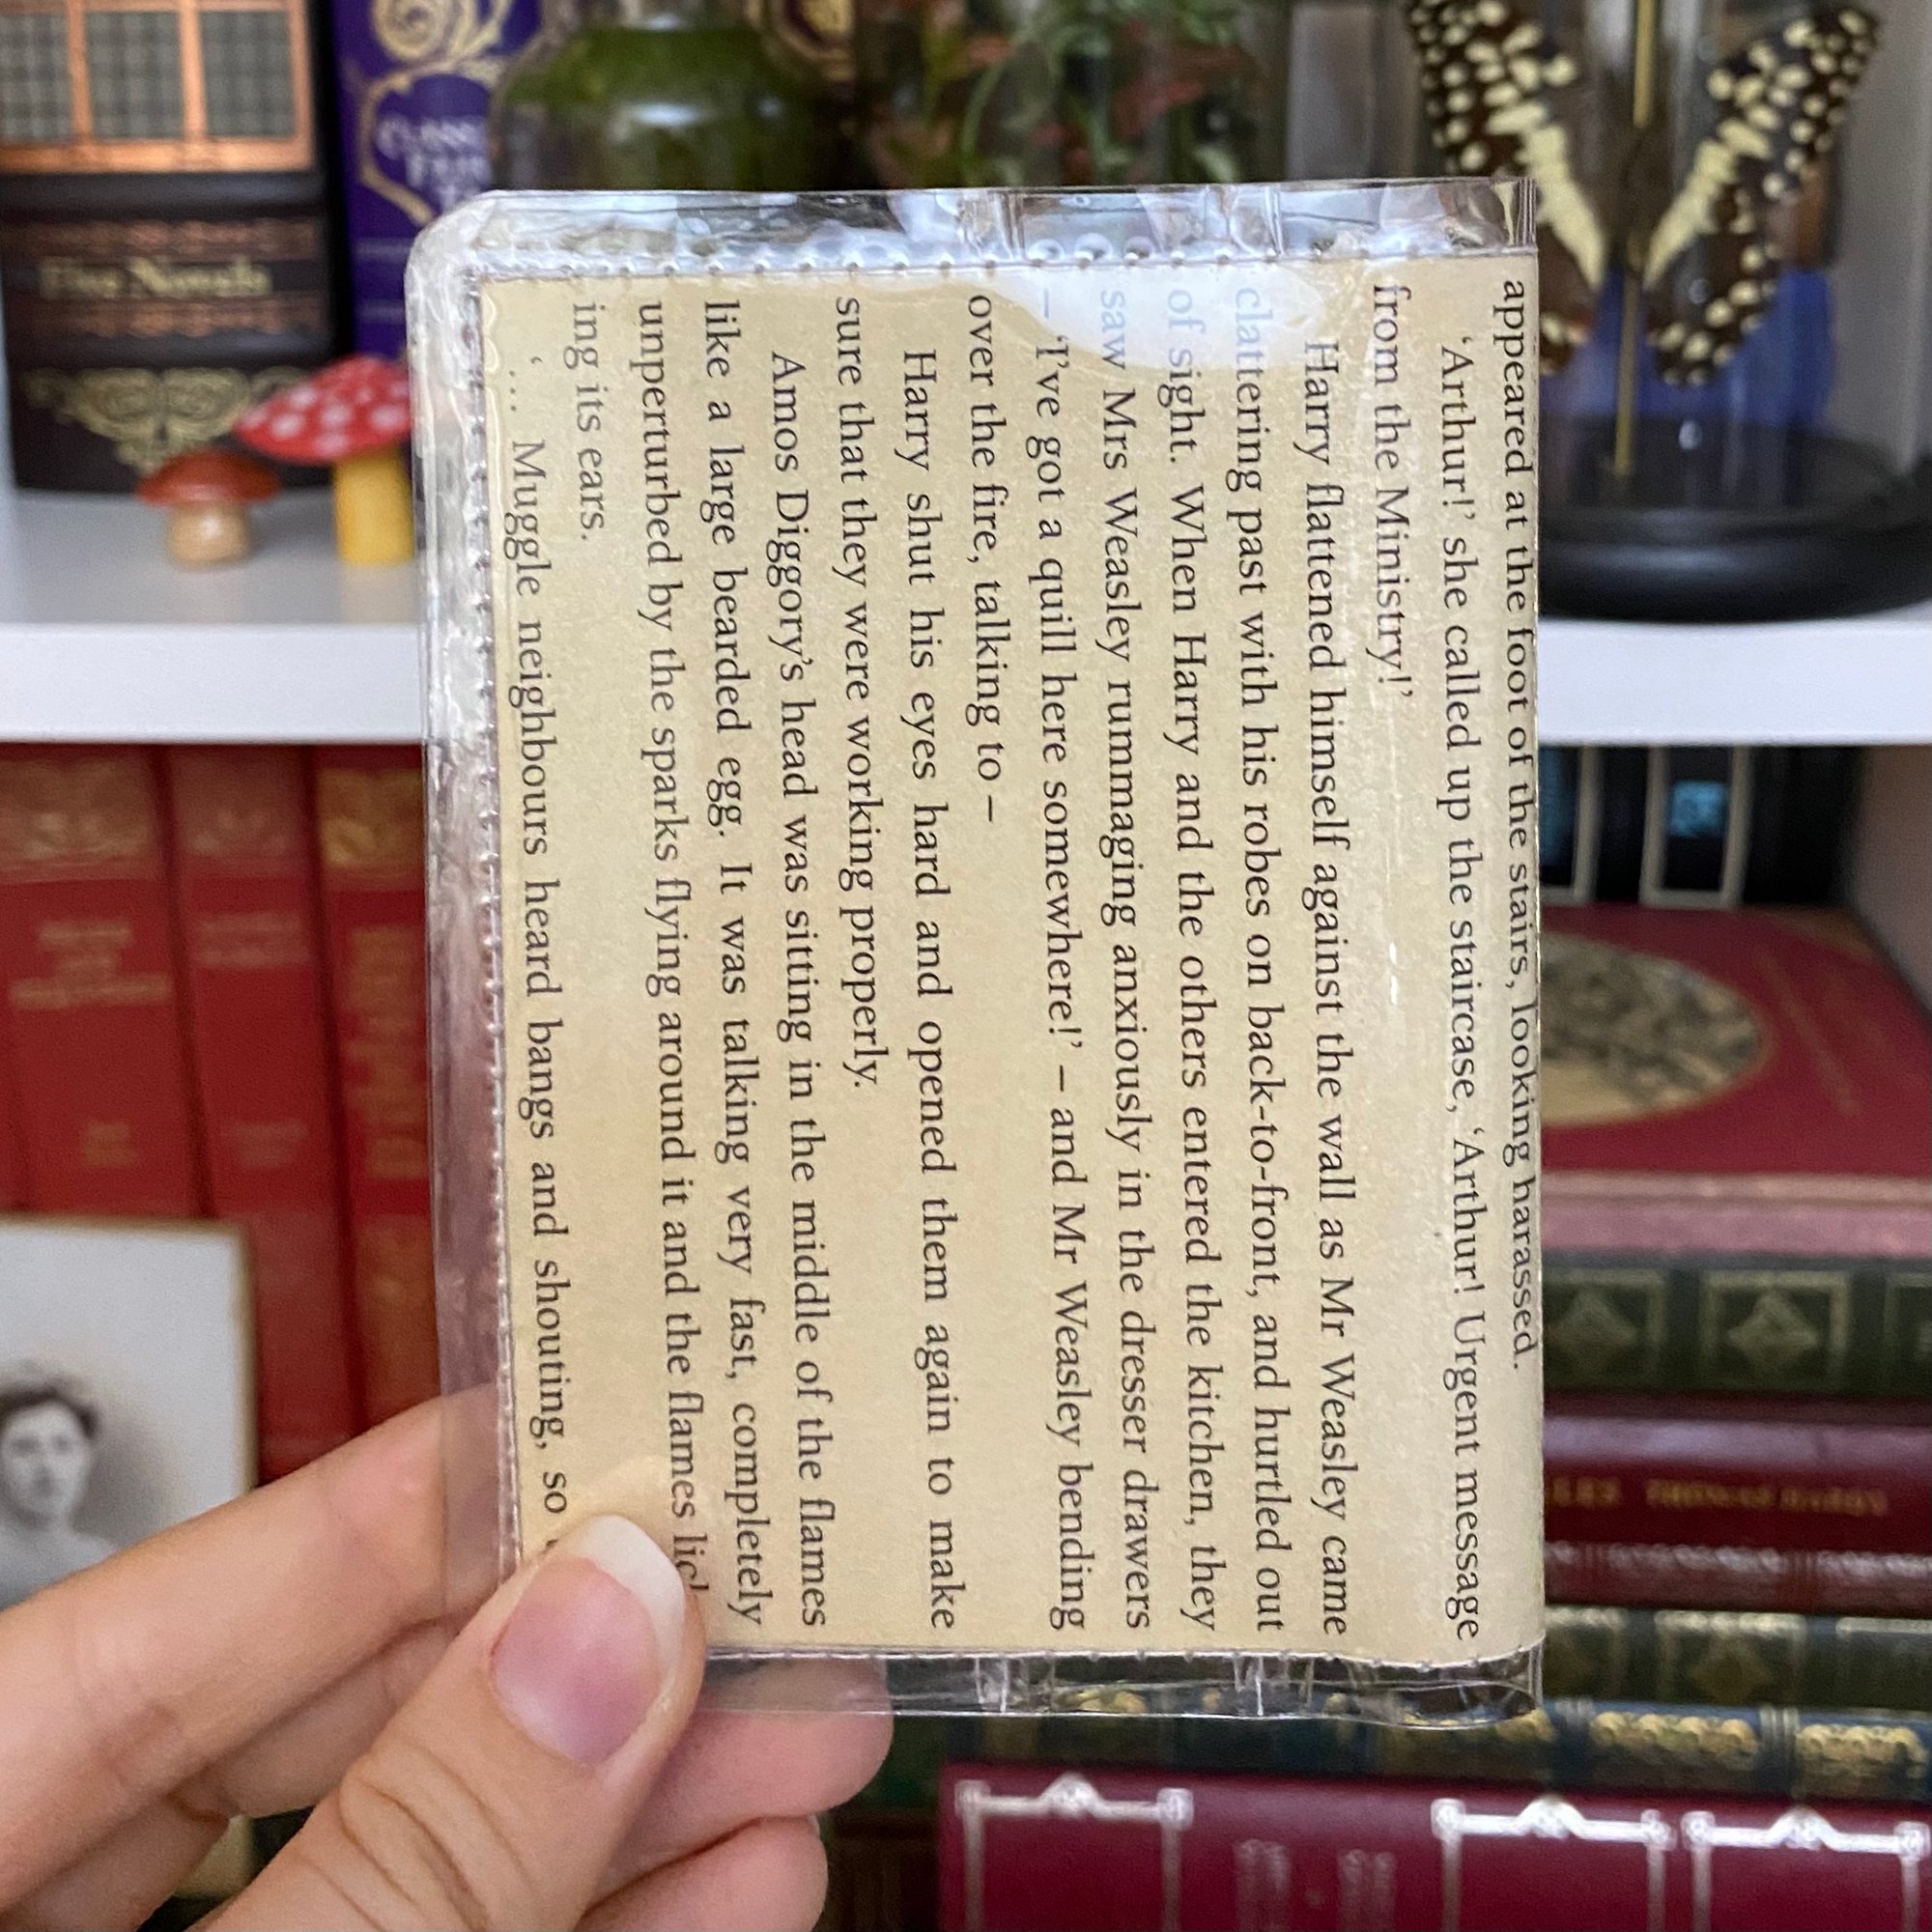 appeared at the foot of the stairs, looking harassed.
‘Arthur!’ she called up the staircase, ‘Arthur! Urgent message
from the Ministry!’
Harry flattened himself against the wall as Mr Weasley came
clattering past with his robes on back-to-front, and hurtled out
of sight. When Harry and the others entered the kitchen, they
saw Mrs Weasley rummaging anxiously in the dresser drawers
– ‘I’ve got a quill here somewhere!’ – and Mr Weasley bending
over the fire, talking to –
Harry shut his eyes hard and opened them again to make
sure that they were working properly.
Amos Diggory’s head was sitting in the middle of the flames
like a large bearded egg. It was talking very fast, completely
unperturbed by the sparks flying around it and the flames
ing its ears.
‘… Muggle neighbours heard bangs and shouting, so
Five Novels
THOMAS HARDY